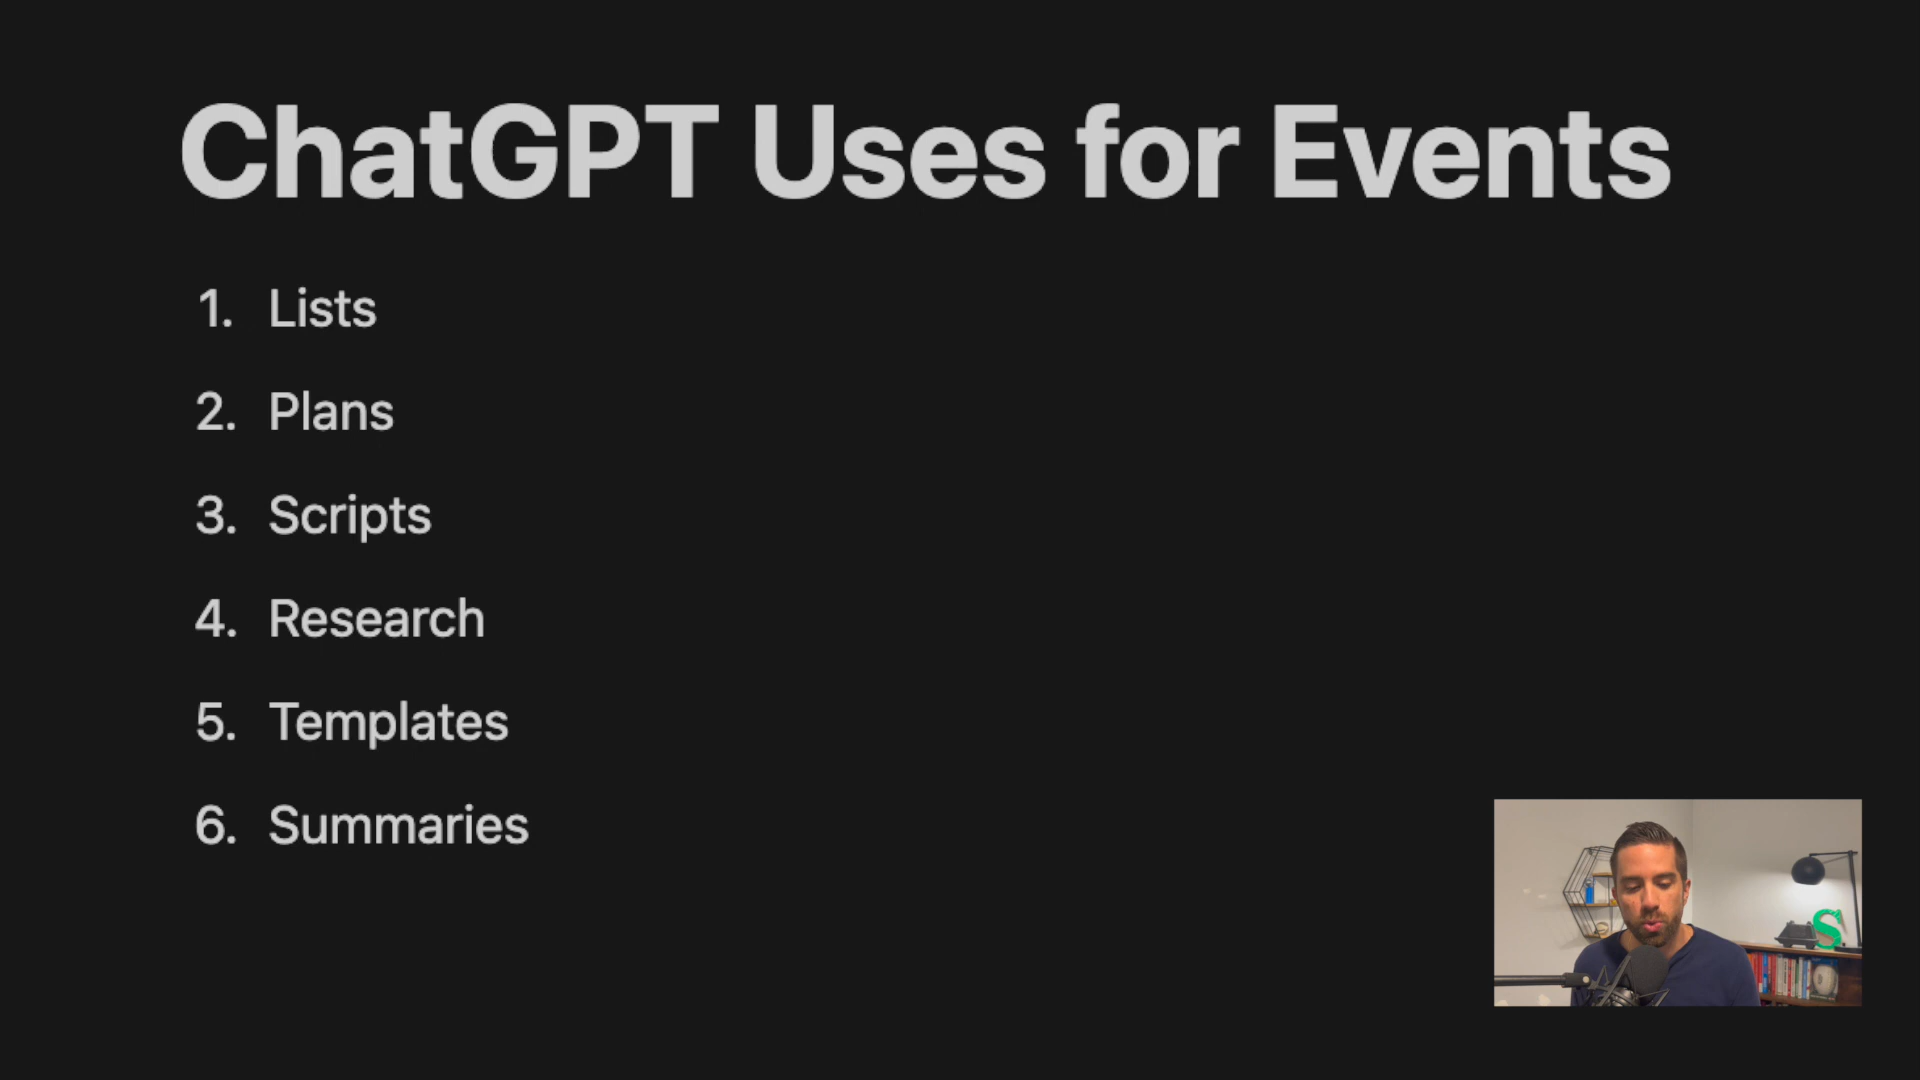 ChatGPT Uses for Events
1. Lists
2. Plans
3. Scripts
4. Research
5. Templates
6. Summaries
S